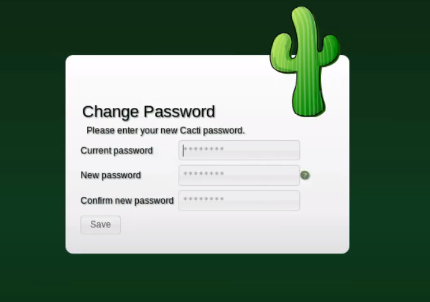 Change Password
Please enter your new Cacti password.
Current password ********
New password ******** ?
Confirm new password ********
Save